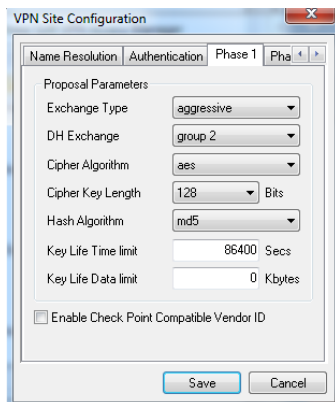 VPN Site Configuration
Name Resolution Authentication Phase 1 Pha
Proposal Parameters
Exchange Type aggressive
DH Exchange group 2
Cipher Algorithm aes
Cipher Key Length 128 Bits
Hash Algorithm md5
Key Life Time limit 86400 Secs
Key Life Data limit 0 Kbytes
Enable Check Point Compatible Vendor ID
Save Cancel